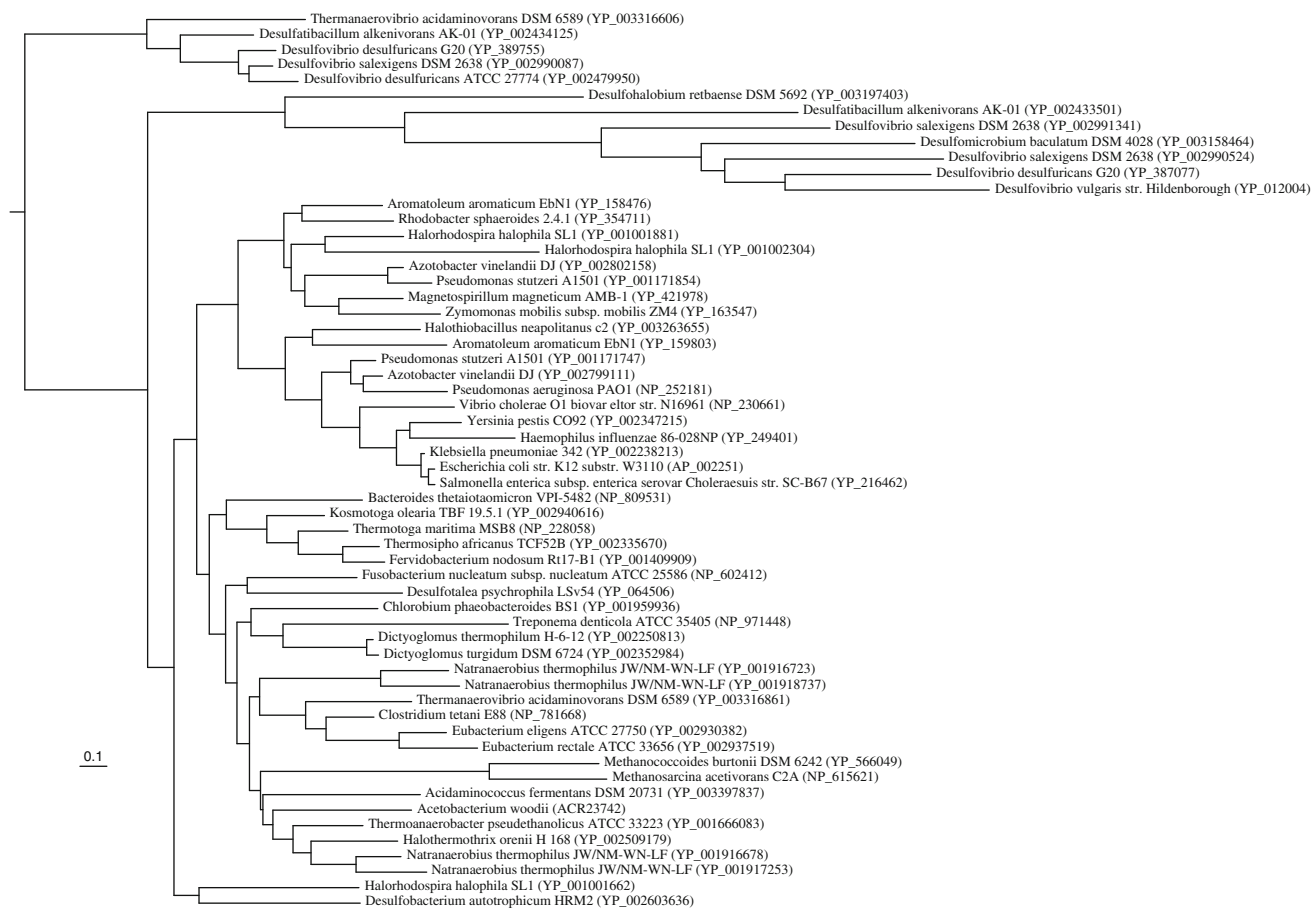 Thermanaerovibrio acidaminovorans DSM 6589 (YP_003316606)
Desulfatibacillum alkenivorans AK-01 (YP_002434125)
Desulfovibrio desulfuricans G20 (YP_389755)
Desulfovibrio salexigens DSM 2638 (YP_002990087)
Desulfovibrio desulfuricans ATCC 27774 (YP_002479950)
Desulfohalobium retbaense DSM 5692 (YP_003197403)
Desulfatibacillum alkenivorans AK-01 (YP_002433501)
Desulfovibrio salexigens DSM 2638 (YP_002991341)
Desulfomicrobium baculatum DSM 4028 (YP_003158464)
Desulfovibrio salexigens DSM 2638 (YP_002990524)
Desulfovibrio desulfuricans G20 (YP_387077)
Desulfovibrio vulgaris str. Hildenborough (YP_012004)
Aromatoleum aromaticum EbN1 (YP_158476)
Rhodobacter sphaeroides 2.4.1 (YP_354711)
Halorhodospira halophila SL1 (YP_001001881)
Halorhodospira halophila SL1 (YP_001002304)
Azotobacter vinelandii DJ (YP_002802158)
Pseudomonas stutzeri A1501 (YP_001171854)
Magnetospirillum magneticum AMB-1 (YP_421978)
Zymomonas mobilis subsp. mobilis ZM4 (YP_163547)
Halothiobacillus neapolitanus c2 (YP_003263655)
Aromatoleum aromaticum EbN1 (YP_159803)
Pseudomonas stutzeri A1501 (YP_001171747)
Azotobacter vinelandii DJ (YP_002799111)
Pseudomonas aeruginosa PAO1 (NP_252181)
Vibrio cholerae O1 biovar eltor str. N16961 (NP_230661)
Yersinia pestis CO92 (YP_002347215)
Haemophilus influenzae 86-028NP (YP_249401)
Klebsiella pneumoniae 342 (YP_002238213)
Escherichia coli str. K12 substr. W3110 (AP_002251)
Salmonella enterica subsp. enterica serovar Choleraesuis str. SC-B67 (YP_216462)
Bacteroides thetaiotaomicron VPI-5482 (NP_809531)
Kosmotoga olearia TBF 19.5.1 (YP_002940616)
Thermotoga maritima MSB8 (NP_228058)
Thermosipho africanus TCF52B (YP_002335670)
Fervidobacterium nodosum Rt17-B1 (YP_001409909)
Fusobacterium nucleatum subsp. nucleatum ATCC 25586 (NP_602412)
Desulfotalea psychrophila LSv54 (YP_064506)
Chlorobium phaeobacteroides BS1 (YP_001959936)
Treponema denticola ATCC 35405 (NP_971448)
Dictyoglomus thermophilum H-6-12 (YP_002250813)
Dictyoglomus turgidum DSM 6724 (YP_002352984)
Natranaerobius thermophilus JW/NM-WN-LF (YP_001916723)
Natranaerobius thermophilus JW/NM-WN-LF (YP_001918737)
Thermanaerovibrio acidaminovorans DSM 6589 (YP_003316861)
Clostridium tetani E88 (NP_781668)
Eubacterium eligens ATCC 27750 (YP_002930382)
Eubacterium rectale ATCC 33656 (YP_002937519)
0.1
Methanococcoides burtonii DSM 6242 (YP_566049)
Methanosarcina acetivorans C2A (NP_615621)
Acidaminococcus fermentans DSM 20731 (YP_003397837)
Acetobacterium woodii (ACR23742)
Thermoanaerobacter pseudethanolicus ATCC 33223 (YP_001666083)
Halothermothrix orenii H 168 (YP_002509179)
Natranaerobius thermophilus JW/NM-WN-LF (YP_001916678)
Natranaerobius thermophilus JW/NM-WN-LF (YP_001917253)
Halorhodospira halophila SL1 (YP_001001662)
Desulfobacterium autotrophicum HRM2 (YP_002603636)